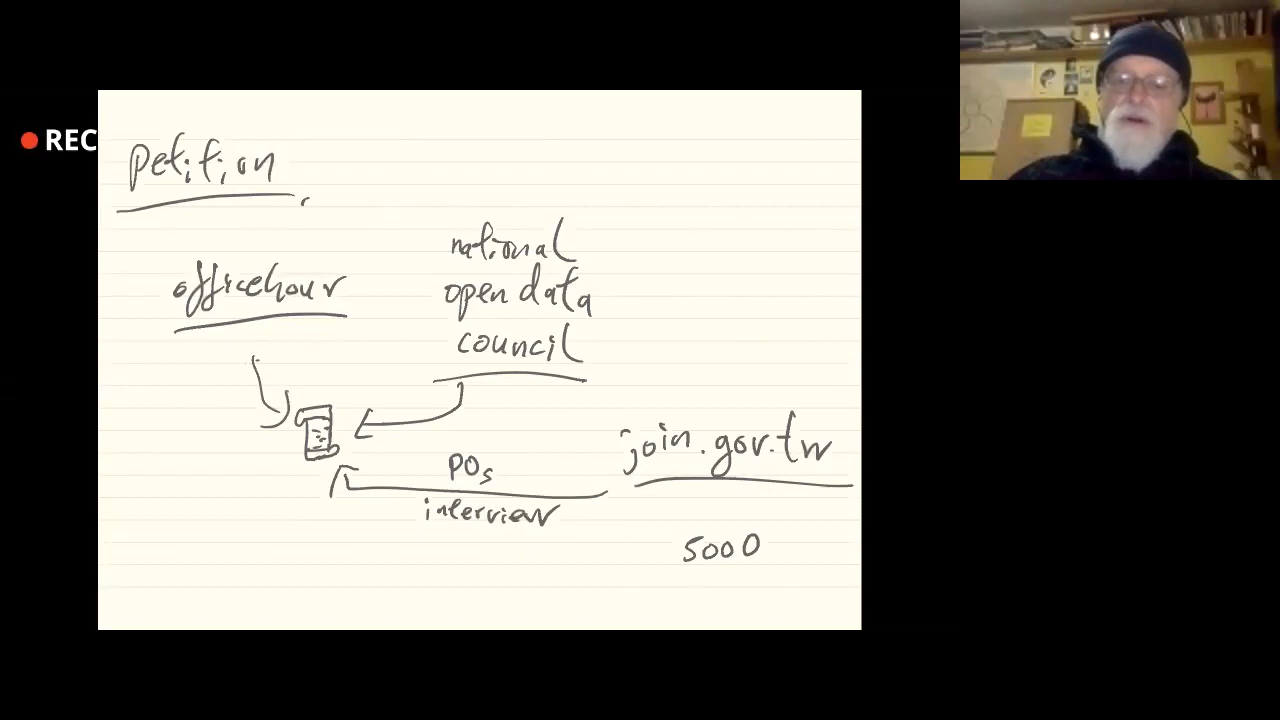 REC
petition
officehour
national
open data
council
join.gov.tw
POs
interview
5000